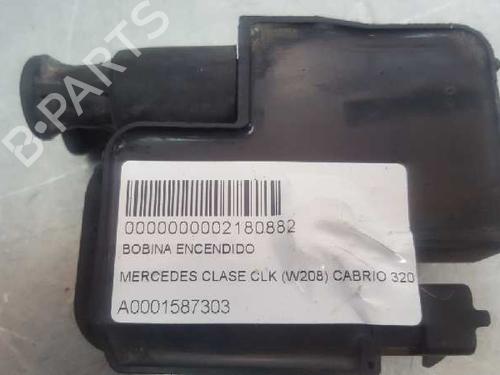 B-PARTS
0000000002180882
BOBINA ENCENDIDO
MERCEDES CLASE CLK (W208) CABRIO 320
A0001587303